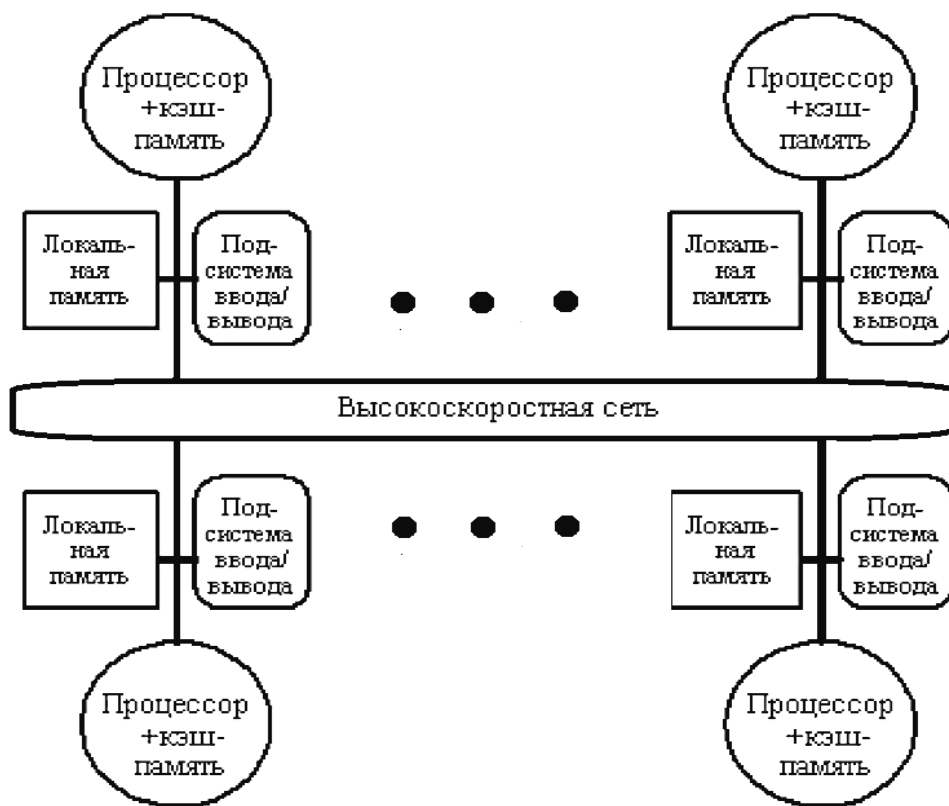 Процессор
+кэш-
память
Процессор
+кэш-
память
Локаль-
ная
память
Под-
система
ввода/
вывода
Локаль-
ная
память
Под-
система
ввода/
вывода
Высокоскоростная сеть
Локаль-
ная
память
Под-
система
ввода/
вывода
Локаль-
ная
память
Под-
система
ввода/
вывода
Процессор
+кэш-
память
Процессор
+кэш-
память